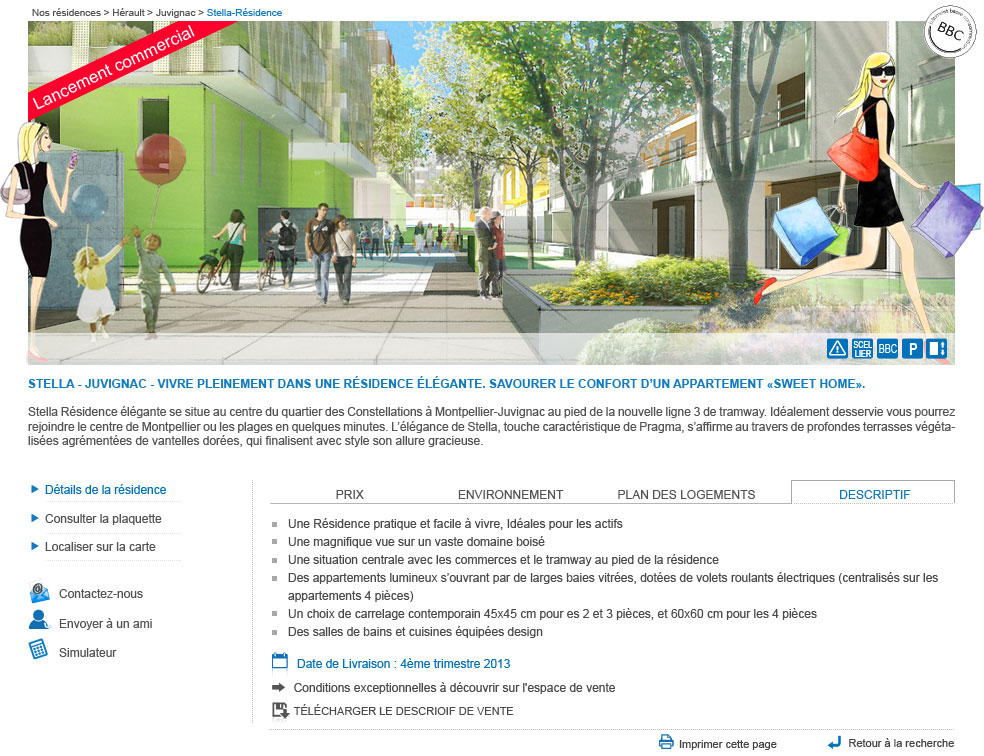 Nos résidences > Hérault > Juvignac > Stella-Résidence
BBC
Lancement commercial
SCEL
LIER
BBC
P
STELLA - JUVIGNAC - VIVRE PLEINEMENT DANS UNE RÉSIDENCE ÉLÉGANTE. SAVOURER LE CONFORT D’UN APPARTEMENT «SWEET HOME».
Stella Résidence élégante se situe au centre du quartier des Constellations à Montpellier-Juvignac au pied de la nouvelle ligne 3 de tramway. Idéalement desservie vous pourrez
rejoindre le centre de Montpellier ou les plages en quelques minutes. L’élégance de Stella, touche caractéristique de Pragma, s’affirme au travers de profondes terrasses végéta-
lisées agrémentées de vantelles dorées, qui finalisent avec style son allure gracieuse.
Détails de la résidence
Consulter la plaquette
Localiser sur la carte
Contactez-nous
Envoyer à un ami
Simulateur
PRIX ENVIRONNEMENT PLAN DES LOGEMENTS DESCRIPTIF
Une Résidence pratique et facile à vivre, Idéales pour les actifs
Une magnifique vue sur un vaste domaine boisé
Une situation centrale avec les commerces et le tramway au pied de la résidence
Des appartements lumineux s’ouvrant par de larges baies vitrées, dotées de volets roulants électriques (centralisés sur les
appartements 4 pièces)
Un choix de carrelage contemporain 45x45 cm pour es 2 et 3 pièces, et 60x60 cm pour les 4 pièces
Des salles de bains et cuisines équipées design
Date de Livraison : 4ème trimestre 2013
Conditions exceptionnelles à découvrir sur l'espace de vente
TÉLÉCHARGER LE DESCRIOIF DE VENTE
Imprimer cette page Retour à la recherche